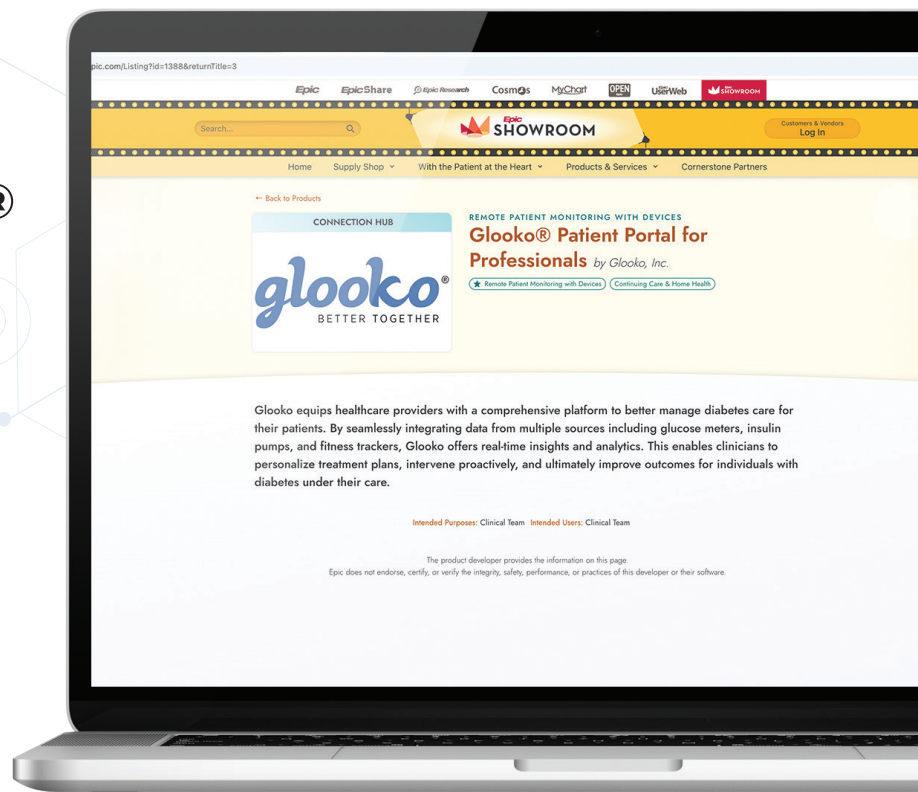 ®
pic.com/Listing?id=1388&returnTitle=3
Epic EpicShare Epic Research Cosmos MyChart OPEN UserWeb SHOWROOM
Search...
Epic
SHOWROOM
Customers & Vendors
Log In
Home Supply Shop With the Patient at the Heart Products & Services Cornerstone Partners
← Back to Products
CONNECTION HUB
glooko®
BETTER TOGETHER
REMOTE PATIENT MONITORING WITH DEVICES
Glooko® Patient Portal for
Professionals by Glooko, Inc.
Remote Patient Monitoring with Devices Continuing Care & Home Health
Glooko equips healthcare providers with a comprehensive platform to better manage diabetes care for
their patients. By seamlessly integrating data from multiple sources including glucose meters, insulin
pumps, and fitness trackers, Glooko offers real-time insights and analytics. This enables clinicians to
personalize treatment plans, intervene proactively, and ultimately improve outcomes for individuals with
diabetes under their care.
Intended Purposes: Clinical Team Intended Users: Clinical Team
The product developer provides the information on this page.
Epic does not endorse, certify, or verify the integrity, safety, performance, or practices of this developer or their software.